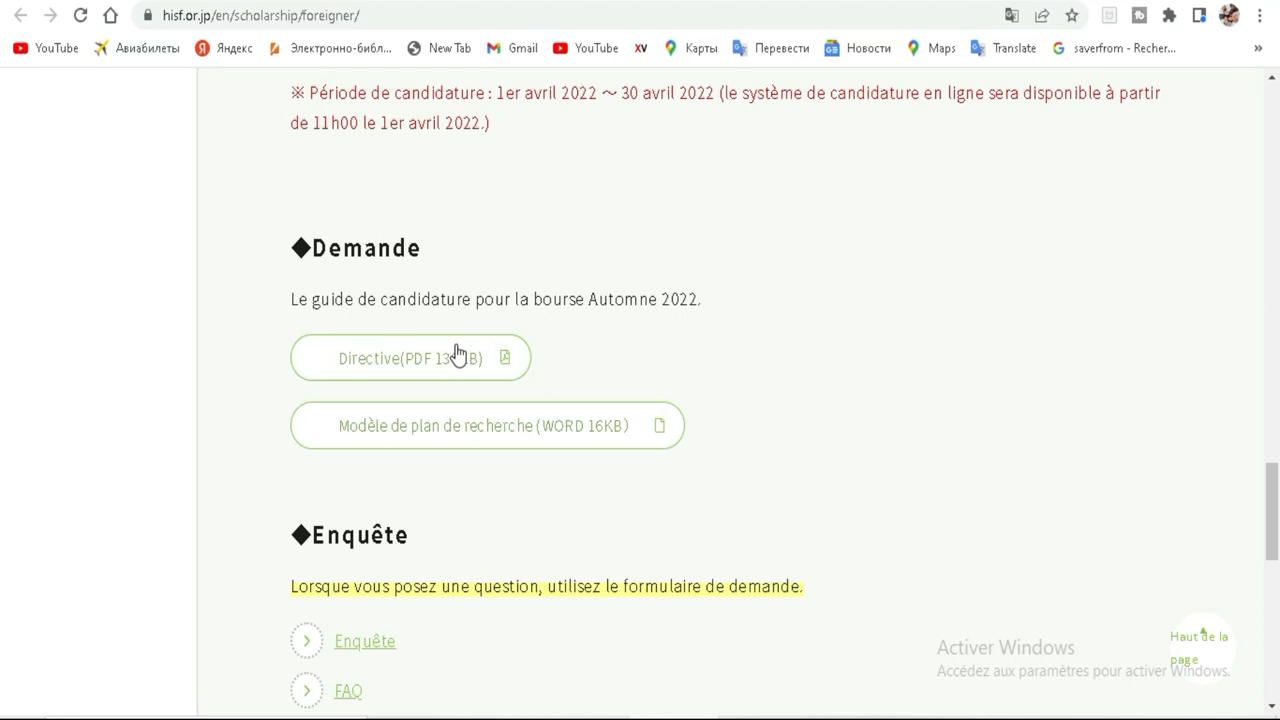 hisf.or.jp/en/scholarship/foreigner/
YouTube Авиабилеты Яндекс Электронно-библ... New Tab Gmail YouTube XV Карты Перевести Новости Maps Translate saverfrom - Recher... »
※ Période de candidature : 1er avril 2022 ～ 30 avril 2022 (le système de candidature en ligne sera disponible à partir
de 11h00 le 1er avril 2022.)
◆Demande
Le guide de candidature pour la bourse Automne 2022.
Directive(PDF
Modèle de plan de recherche (WORD 16KB）
◆Enquête
Lorsque vous posez une question, utilisez le formulaire de demande.
Enquête
FAQ
Haut de la
page
Activer Windows
Accédez aux paramètres pour activer Windows.